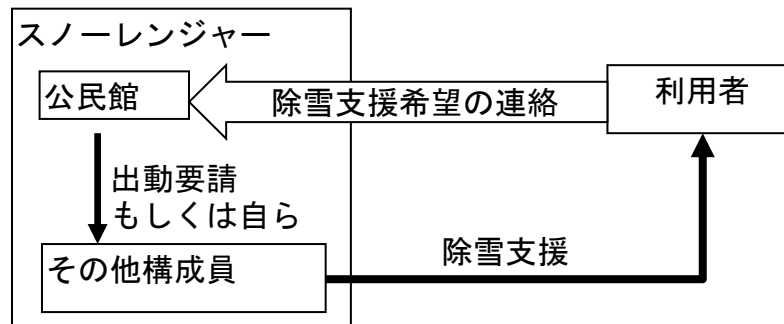 スノーレンジャー
公民館
除雪支援希望の連絡
利用者
出動要請
もしくは自ら
その他構成員
除雪支援